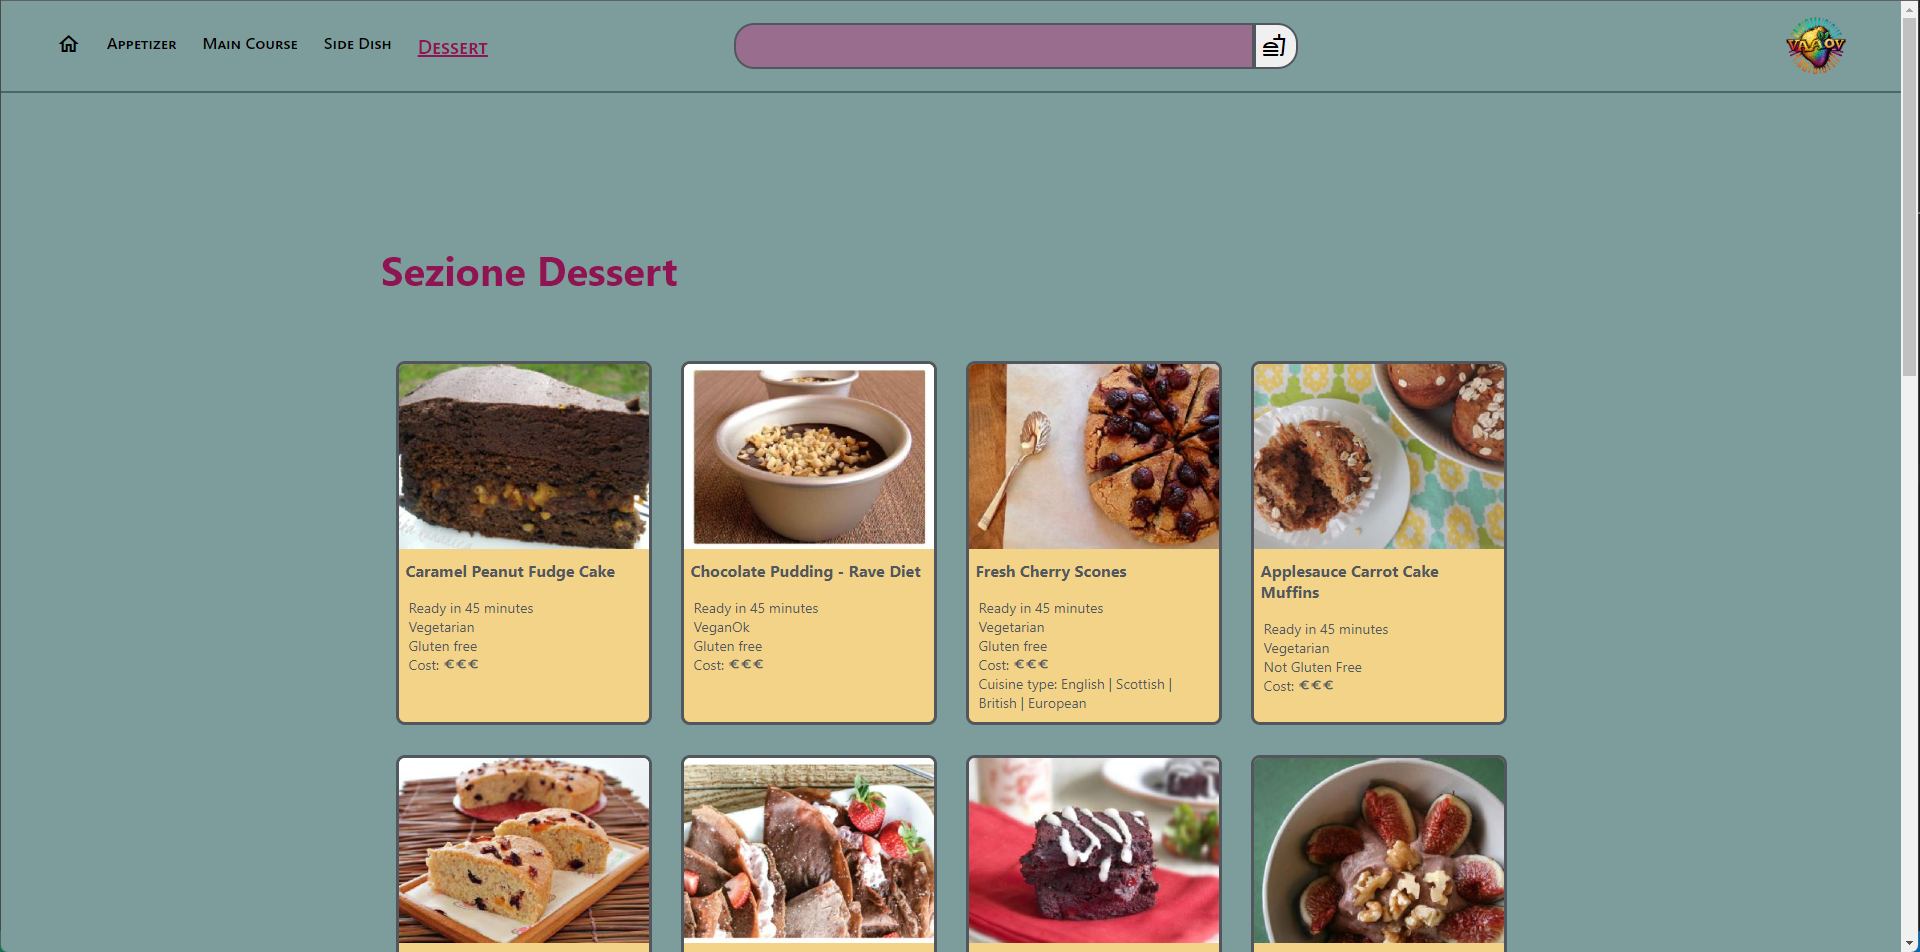 Appetizer
Main Course
Side Dish
Dessert
VAAOV
Sezione Dessert
Caramel Peanut Fudge Cake
Ready in 45 minutes
Vegetarian
Gluten free
Cost: €€€
Chocolate Pudding - Rave Diet
Ready in 45 minutes
VeganOk
Gluten free
Cost: €€€
Fresh Cherry Scones
Ready in 45 minutes
Vegetarian
Gluten free
Cost: €€€
Cuisine type: English | Scottish |
British | European
Applesauce Carrot Cake
Muffins
Ready in 45 minutes
Vegetarian
Not Gluten Free
Cost: €€€